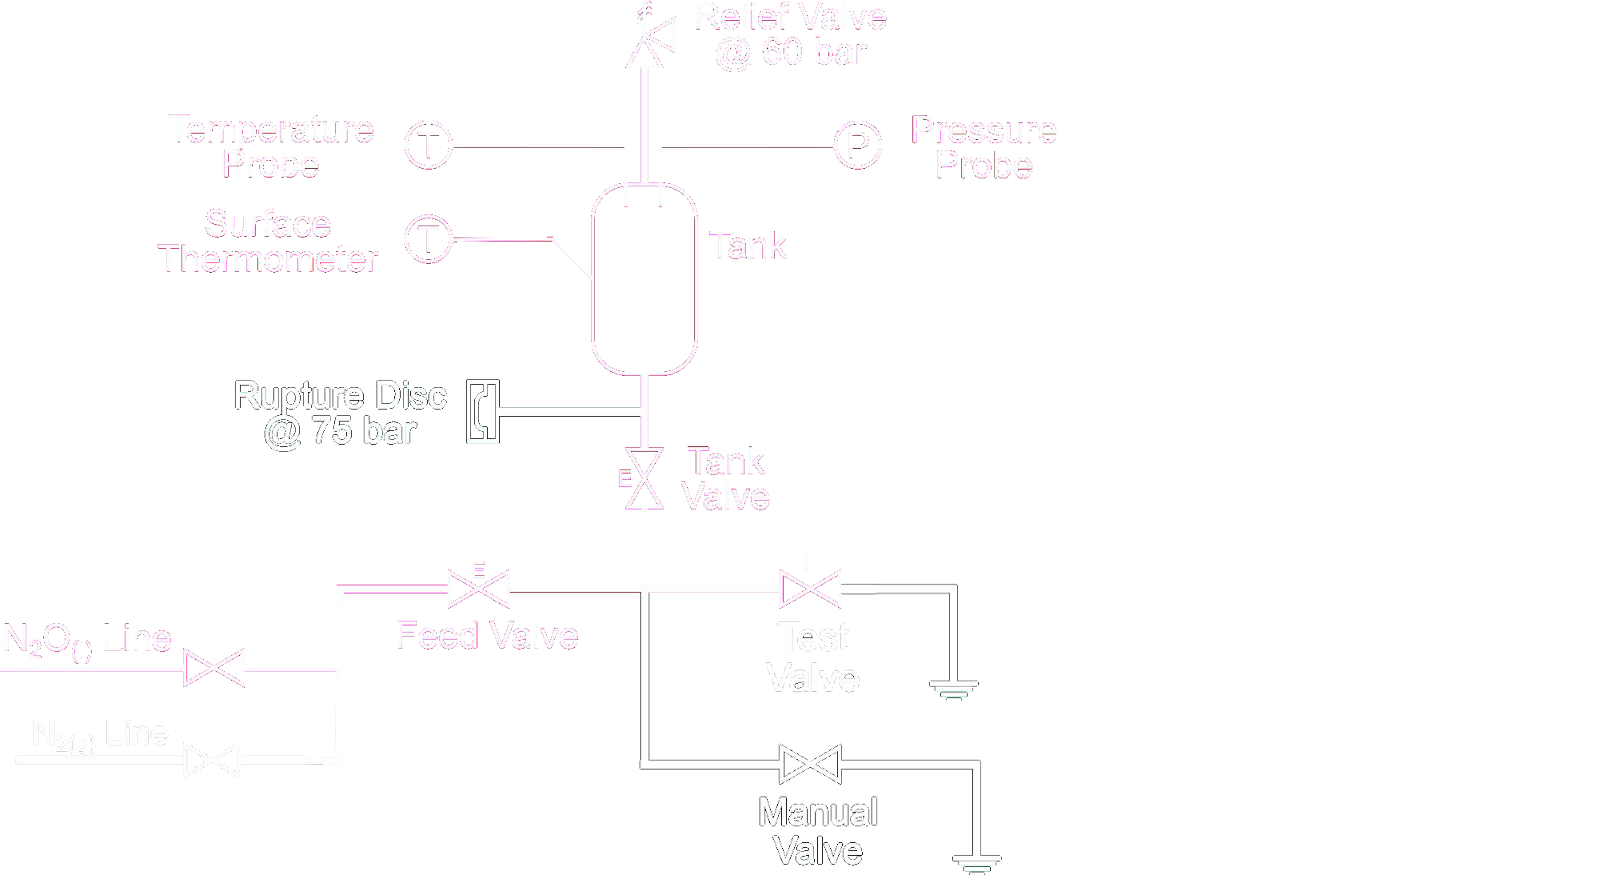 Relief Valve
@ 60 bar
Temperature
Probe
T
P
Pressure
Probe
Surface
Thermometer
T
Tank
Rupture Disc
@ 75 bar
E
Tank
Valve
E
Feed Valve
Test
Valve
N₂O Line
Line
Manual
Valve